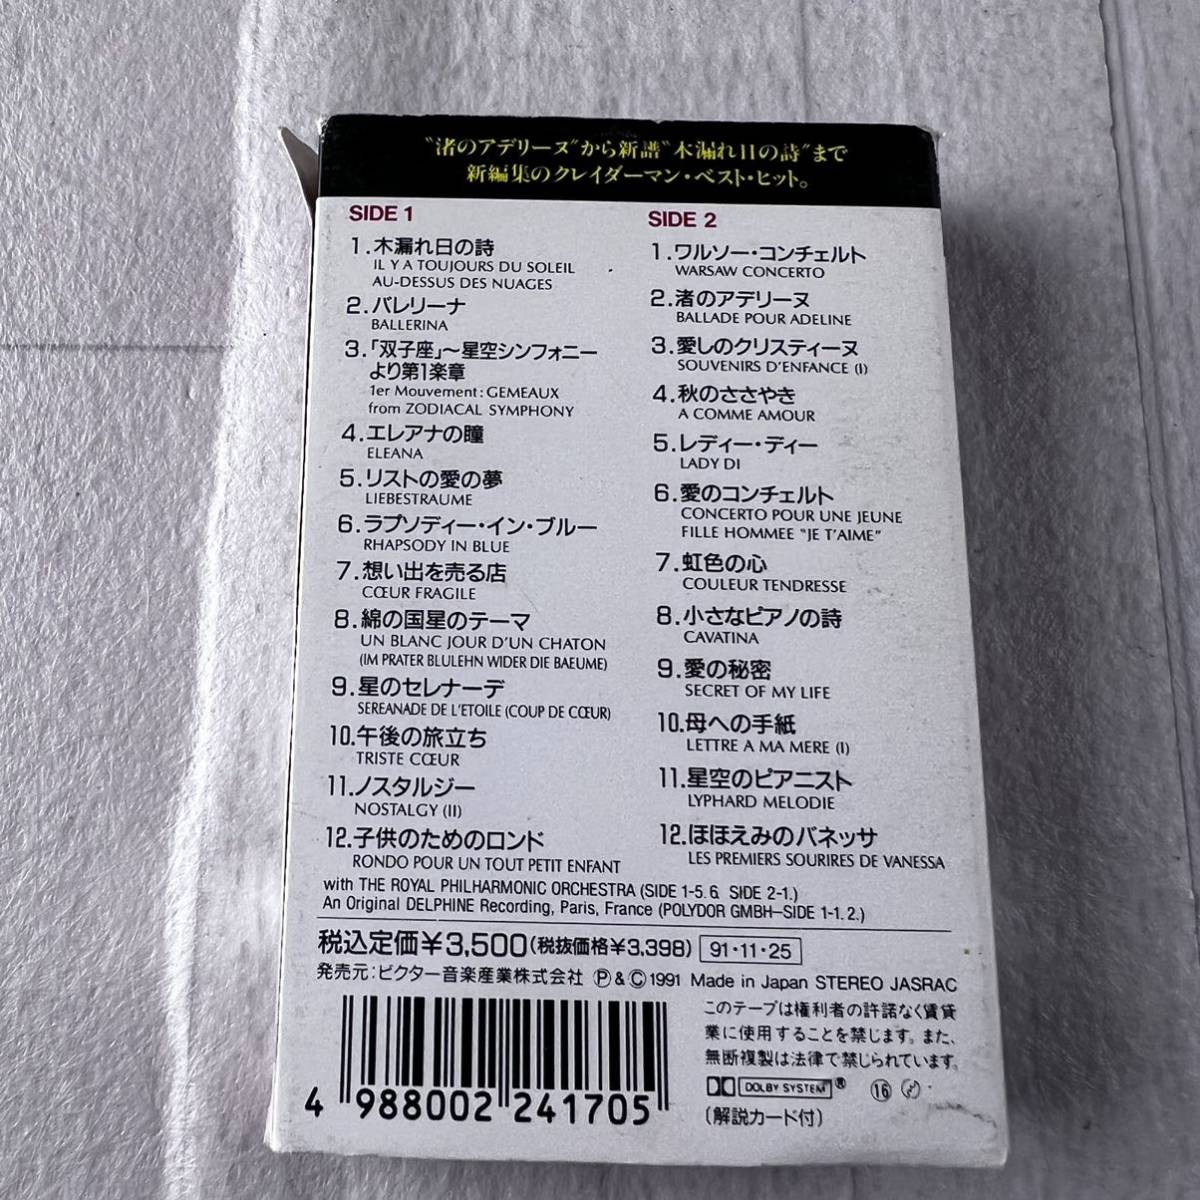 "渚のアデリーヌ"から新譜"木漏れ日の詩"まで
新編集のクレイダーマン・ベスト・ヒット。
SIDE 1
1.木漏れ日の詩
IL Y A TOUJOURS DU SOLEIL
AU-DESSUS DES NUAGES
2.バレリーナ
BALLERINA
3.「双子座」〜星空シンフォニー
より第1楽章
1er Mouvement: GEMEAUX
from ZODIACAL SYMPHONY
4.エレアナの瞳
ELEANA
5.リストの愛の夢
LIEBESTRAUME
6.ラプソディー・イン・ブルー
RHAPSODY IN BLUE
7.想い出を売る店
CŒUR FRAGILE
8.綿の国星のテーマ
UN BLANC JOUR D'UN CHATON
(IM PRATER BLULEHN WIDER DIE BAEUME)
9.星のセレナーデ
SEREANADE DE L'ETOILE (COUP DE CŒUR)
10.午後の旅立ち
TRISTE CŒUR
11.ノスタルジー
NOSTALGY (II)
12.子供のためのロンド
RONDO POUR UN TOUT PETIT ENFANT
SIDE 2
1.ワルソー・コンチェルト
WARSAW CONCERTO
2.渚のアデリーヌ
BALLADE POUR ADELINE
3.愛しのクリスティーヌ
SOUVENIRS D'ENFANCE (I)
4.秋のささやき
A COMME AMOUR
5.レディー・ディー
LADY DI
6.愛のコンチェルト
CONCERTO POUR UNE JEUNE
FILLE HOMMEE "JE T'AIME"
7.虹色の心
COULEUR TENDRESSE
8.小さなピアノの詩
CAVATINA
9.愛の秘密
SECRET OF MY LIFE
10.母への手紙
LETTRE A MA MERE (I)
11.星空のピアニスト
LYPHARD MELODIE
12.ほほえみのバネッサ
LES PREMIERS SOURIRES DE VANESSA
with THE ROYAL PHILHARMONIC ORCHESTRA (SIDE 1-5.6. SIDE 2-1.)
An Original DELPHINE Recording, Paris, France (POLYDOR GMBH—SIDE 1-1.2.)
税込定価¥3,500(税抜価格¥3,398) 91・11・25
発売元:ビクター音楽産業株式会社 Ⓟ&Ⓒ1991 Made in Japan STEREO JASRAC
このテープは権利者の許諾なく賃貸
業に使用することを禁じます。また、
無断複製は法律で禁じられています。
DOLBY SYSTEM® ⑯
(解説カード付)
4 988002 241705